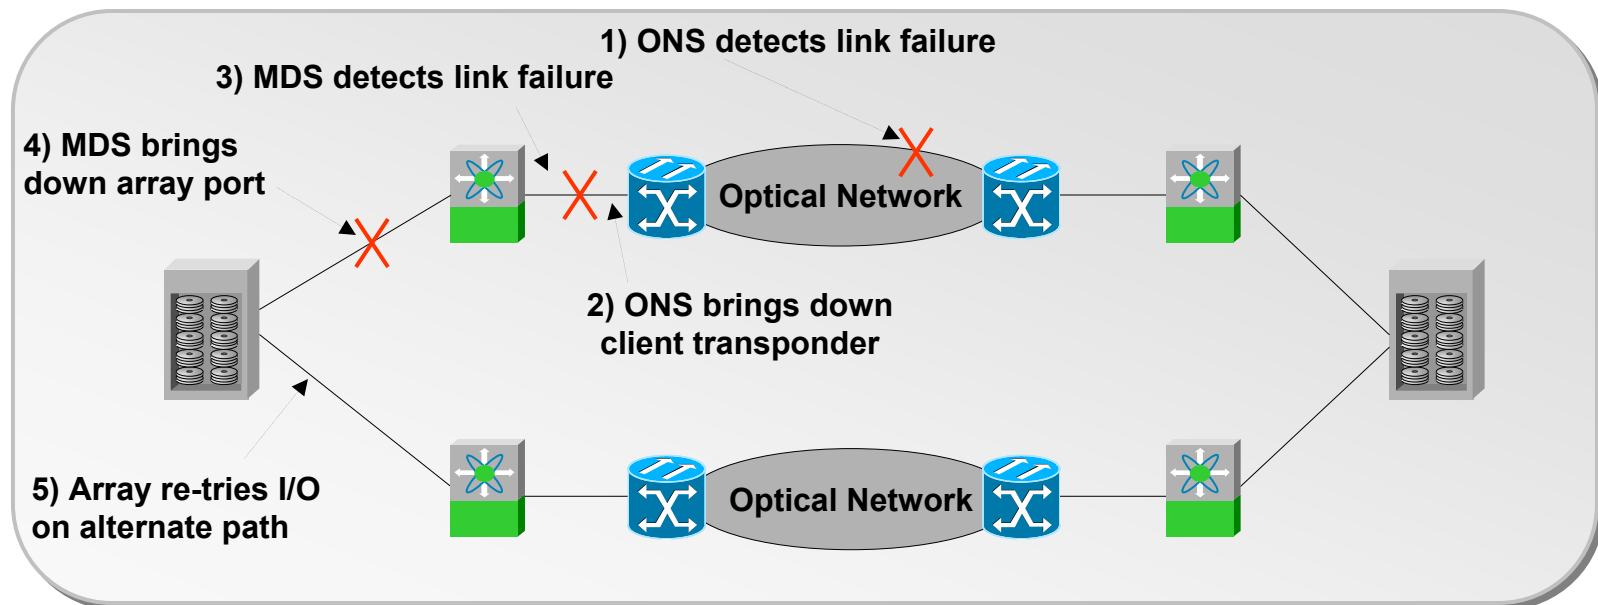 1) ONS detects link failure
3) MDS detects link failure
4) MDS brings
down array port
Optical Network
2) ONS brings down
client transponder
5) Array re-tries I/O
on alternate path
Optical Network